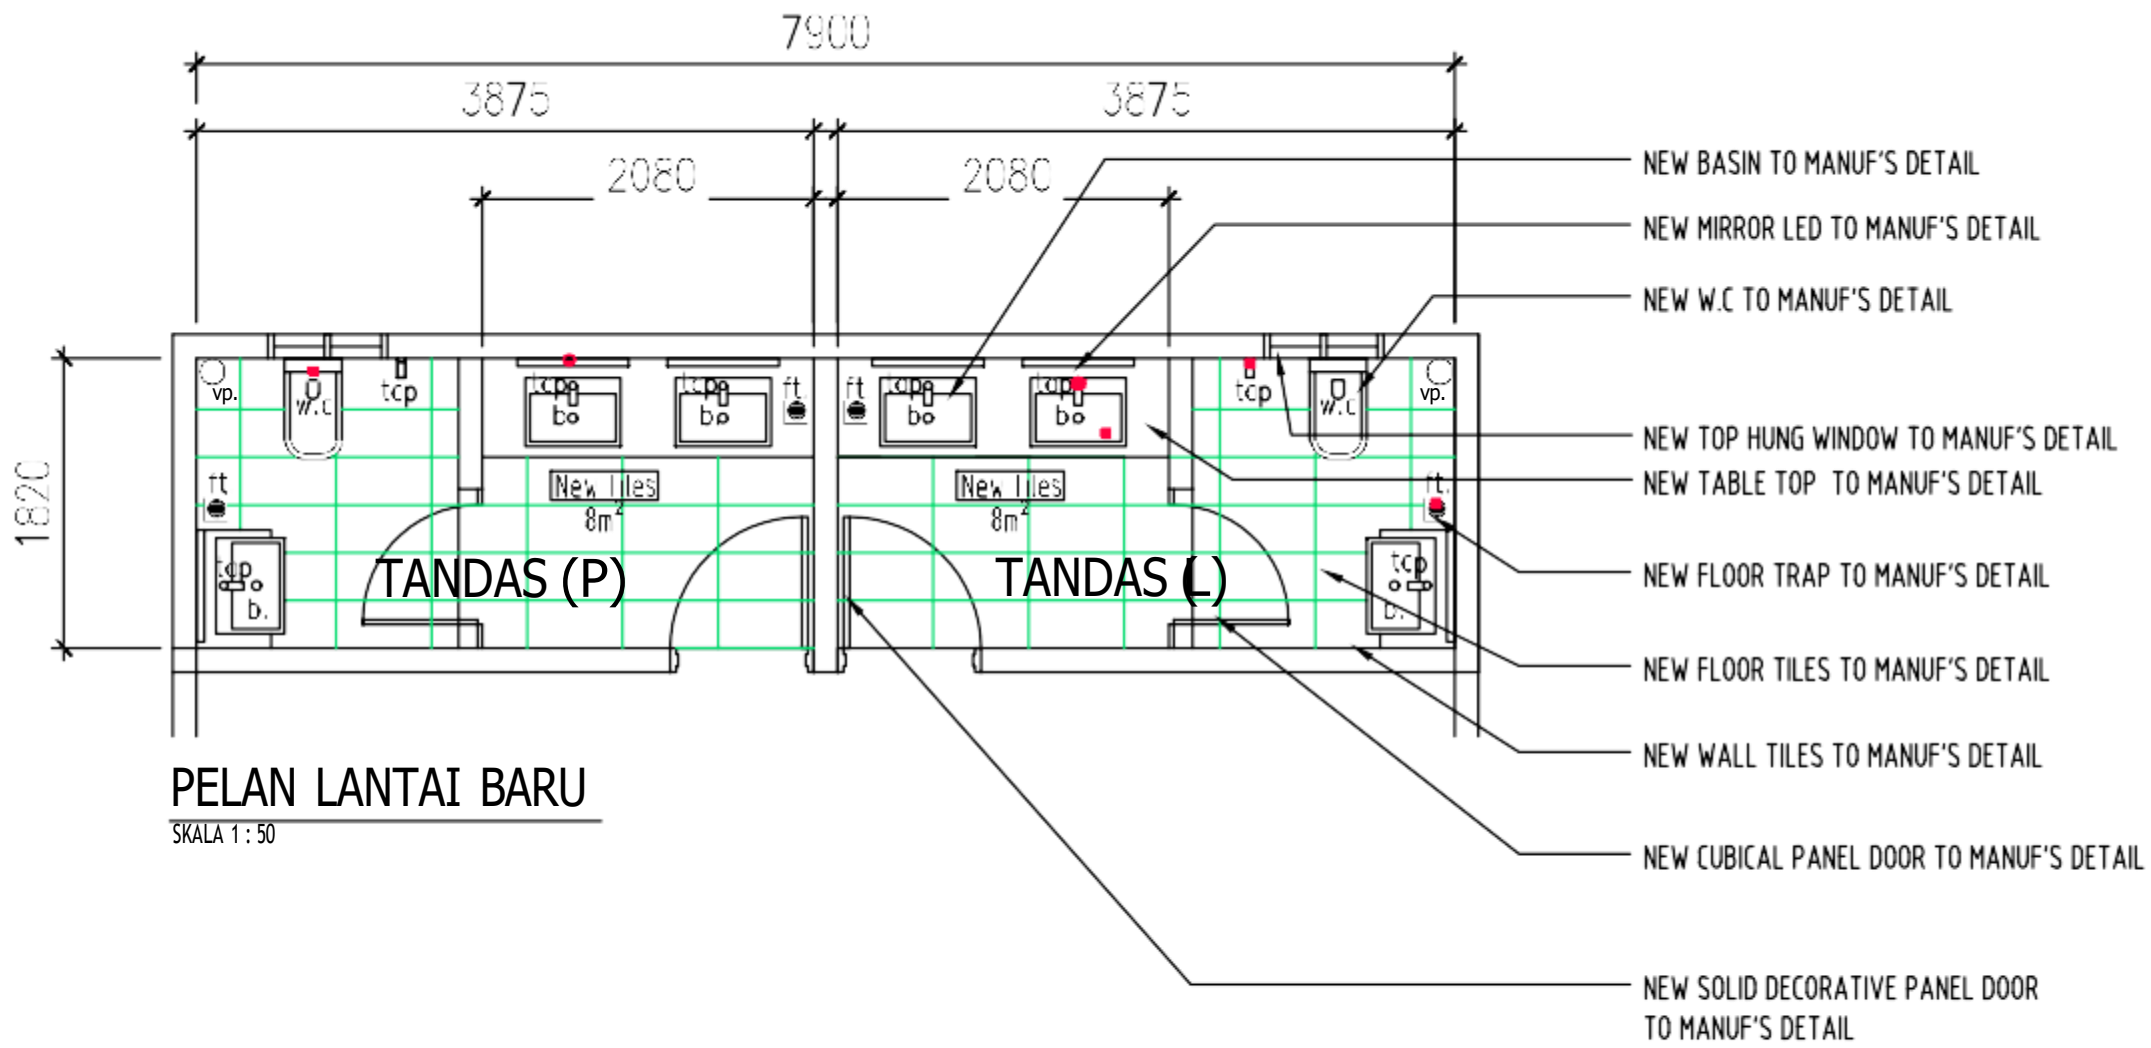 7900
3875 3875
2080 2080
NEW BASIN TO MANUF'S DETAIL
NEW MIRROR LED TO MANUF'S DETAIL
NEW W.C TO MANUF'S DETAIL
vp. w.c tcp tcp b tcp b ft. ft tcp b tcp b tcp w.c vp.
NEW TOP HUNG WINDOW TO MANUF'S DETAIL
NEW TABLE TOP TO MANUF'S DETAIL
1820
ft New Tiles New Tiles ft.
8m² 8m²
TANDAS (P) TANDAS (L)
tcp tcp
b. b.
NEW FLOOR TRAP TO MANUF'S DETAIL
NEW FLOOR TILES TO MANUF'S DETAIL
NEW WALL TILES TO MANUF'S DETAIL
PELAN LANTAI BARU
SKALA 1 : 50
NEW CUBICAL PANEL DOOR TO MANUF'S DETAIL
NEW SOLID DECORATIVE PANEL DOOR
TO MANUF'S DETAIL